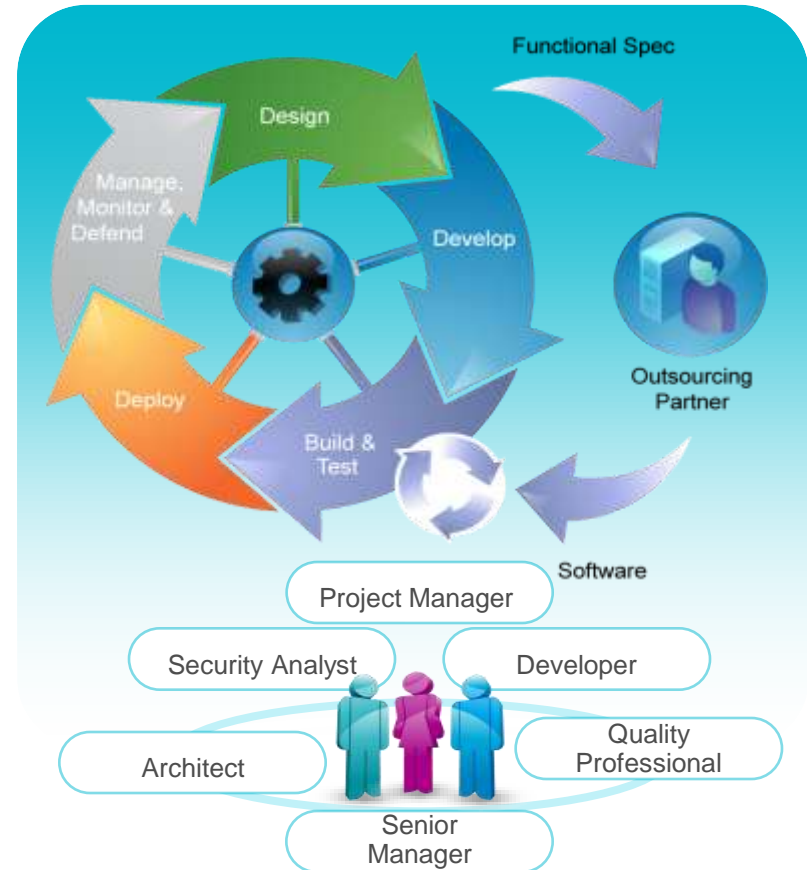 Functional Spec
Design
Manage,
Monitor &
Defend
Develop
Outsourcing
Partner
Deploy
Build &
Test
Software
Project Manager
Security Analyst
Developer
Quality
Professional
Architect
Senior
Manager